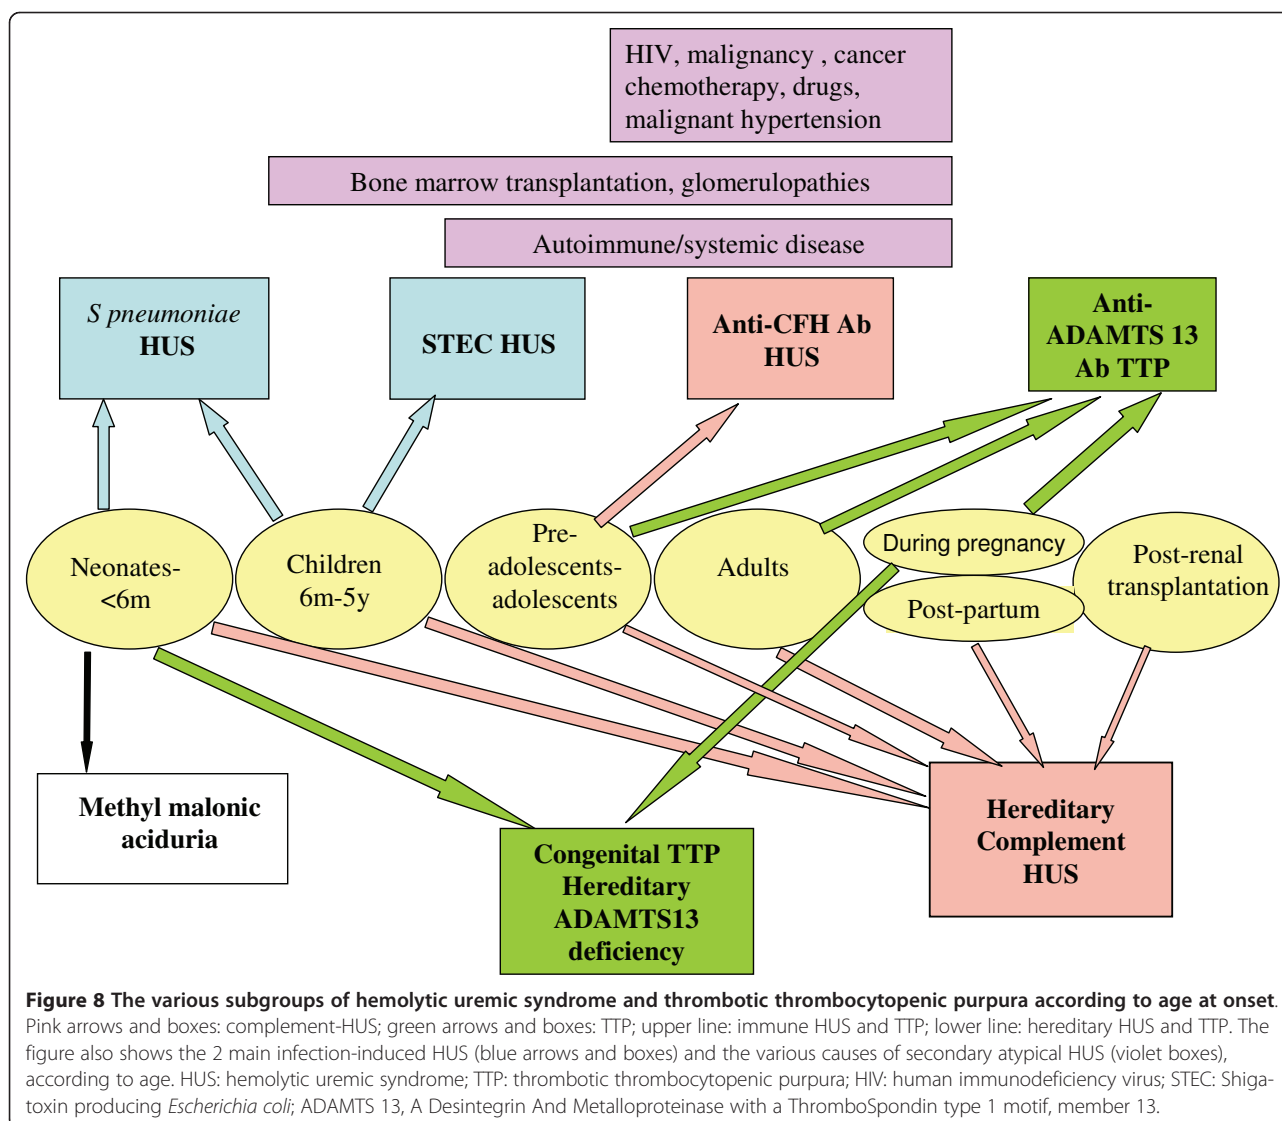 HIV, malignancy , cancer
chemotherapy, drugs,
malignant hypertension
Bone marrow transplantation, glomerulopathies
Autoimmune/systemic disease
S pneumoniae
HUS
STEC HUS
Anti-CFH Ab
HUS
Anti-
ADAMTS 13
Ab TTP
Neonates-
<6m
Children
6m-5y
Pre-
adolescents-
adolescents
Adults
During pregnancy
Post-partum
Post-renal
transplantation
Methyl malonic
aciduria
Congenital TTP
Hereditary
ADAMTS13
deficiency
Hereditary
Complement
HUS
Figure 8 The various subgroups of hemolytic uremic syndrome and thrombotic thrombocytopenic purpura according to age at onset.
Pink arrows and boxes: complement-HUS; green arrows and boxes: TTP; upper line: immune HUS and TTP; lower line: hereditary HUS and TTP. The
figure also shows the 2 main infection-induced HUS (blue arrows and boxes) and the various causes of secondary atypical HUS (violet boxes),
according to age. HUS: hemolytic uremic syndrome; TTP: thrombotic thrombocytopenic purpura; HIV: human immunodeficiency virus; STEC: Shiga-
toxin producing Escherichia coli; ADAMTS 13, A Desintegrin And Metalloproteinase with a ThromboSpondin type 1 motif, member 13.